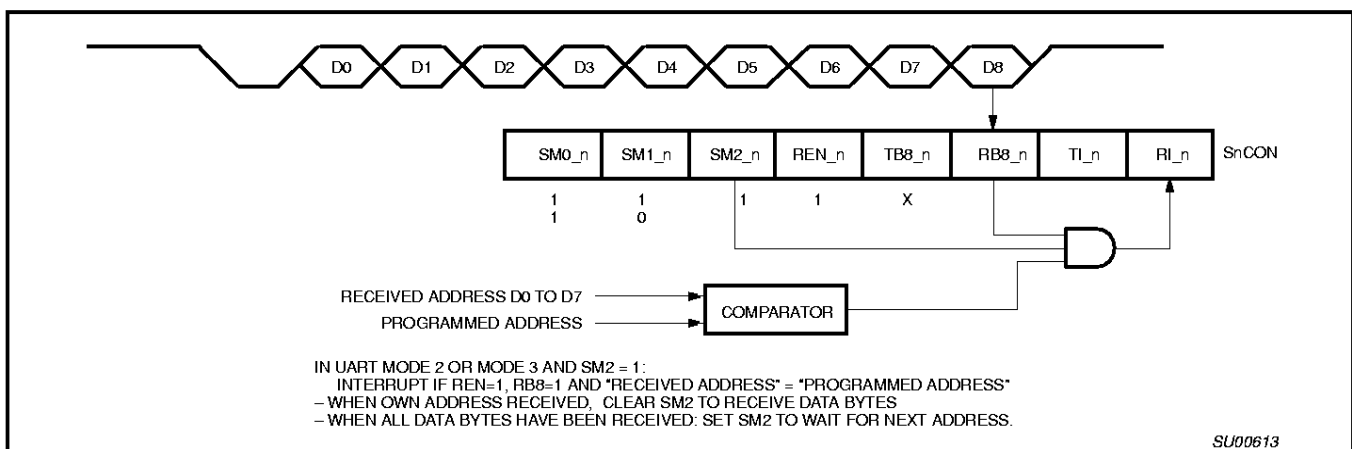 D0 D1 D2 D3 D4 D5 D6 D7 D8
SM0_n SM1_n SM2_n REN_n TB8_n RB8_n TI_n RI_n SnCON
1 1 1 1 X
1 0
RECEIVED ADDRESS D0 TO D7
COMPARATOR
PROGRAMMED ADDRESS
IN UART MODE 2 OR MODE 3 AND SM2 = 1:
INTERRUPT IF REN=1, RB8=1 AND "RECEIVED ADDRESS" = "PROGRAMMED ADDRESS"
– WHEN OWN ADDRESS RECEIVED, CLEAR SM2 TO RECEIVE DATA BYTES
– WHEN ALL DATA BYTES HAVE BEEN RECEIVED: SET SM2 TO WAIT FOR NEXT ADDRESS.
SU00613